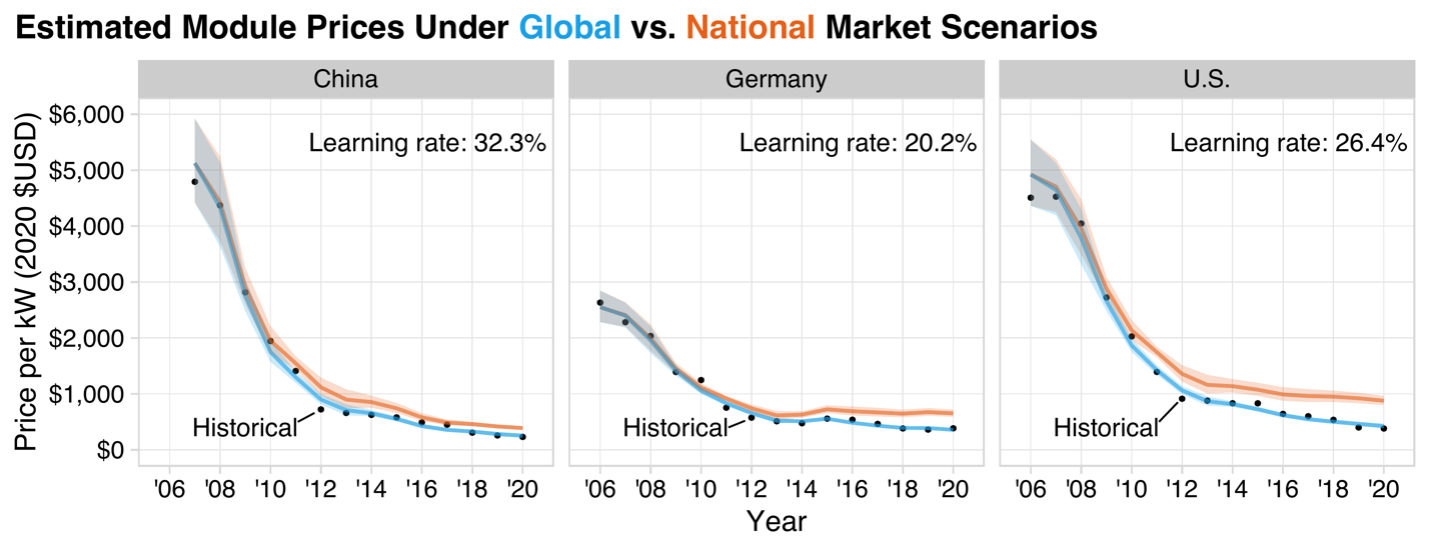 Estimated Module Prices Under Global vs. National Market Scenarios
China
Germany
U.S.
Price per kW (2020 $USD)
$6,000
$5,000
$4,000
$3,000
$2,000
$1,000
$0
Learning rate: 32.3%
Learning rate: 20.2%
Learning rate: 26.4%
Historical
Historical
Historical
'06 '08 '10 '12 '14 '16 '18 '20
'06 '08 '10 '12 '14 '16 '18 '20
'06 '08 '10 '12 '14 '16 '18 '20
Year